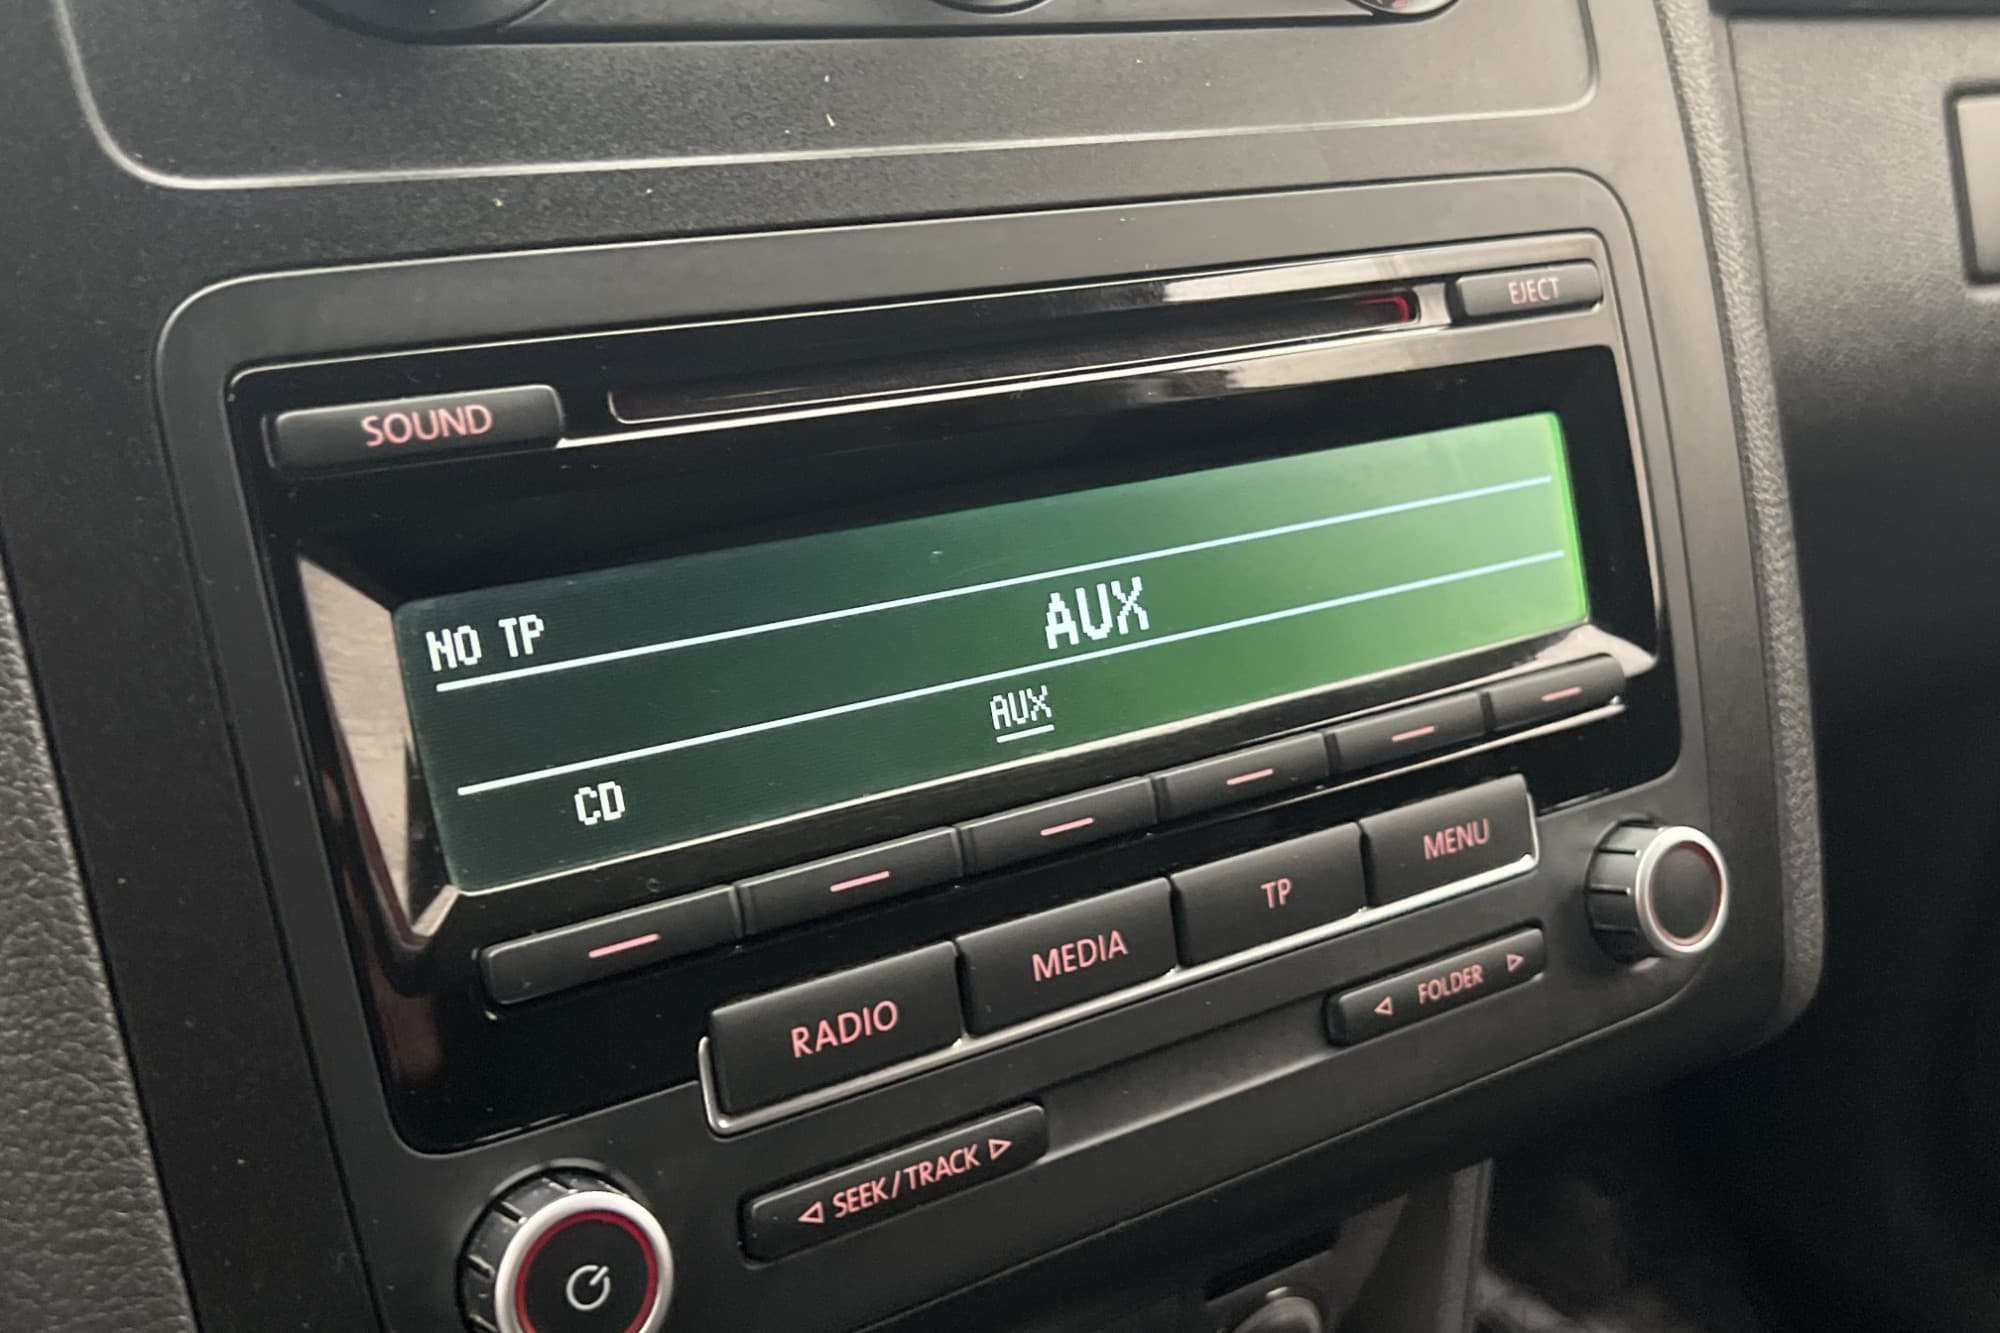 EJECT
SOUND
NO TP
AUX
AUX
CD
MENU
TP
MEDIA
RADIO
FOLDER
SEEK/TRACK